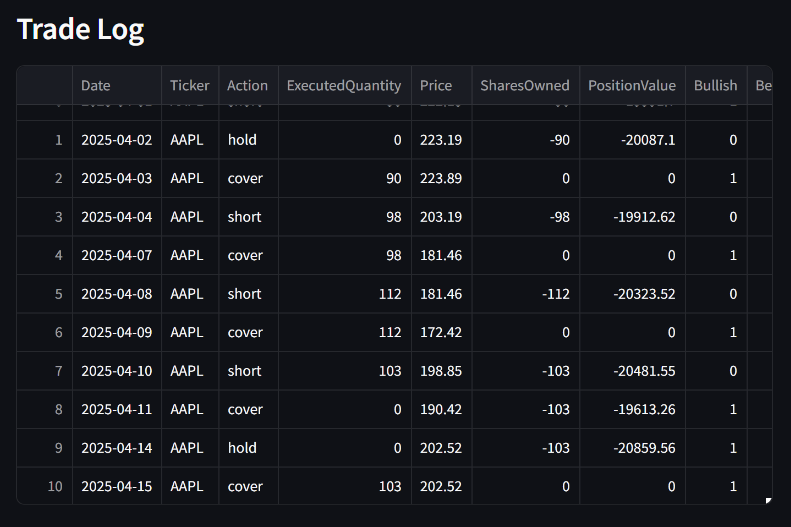 Trade Log
Date Ticker Action ExecutedQuantity Price SharesOwned PositionValue Bullish Be
1 2025-04-02 AAPL hold 0 223.19 -90 -20087.1 0
2 2025-04-03 AAPL cover 90 223.89 0 0 1
3 2025-04-04 AAPL short 98 203.19 -98 -19912.62 0
4 2025-04-07 AAPL cover 98 181.46 0 0 1
5 2025-04-08 AAPL short 112 181.46 -112 -20323.52 0
6 2025-04-09 AAPL cover 112 172.42 0 0 1
7 2025-04-10 AAPL short 103 198.85 -103 -20481.55 0
8 2025-04-11 AAPL cover 0 190.42 -103 -19613.26 1
9 2025-04-14 AAPL hold 0 202.52 -103 -20859.56 1
10 2025-04-15 AAPL cover 103 202.52 0 0 1